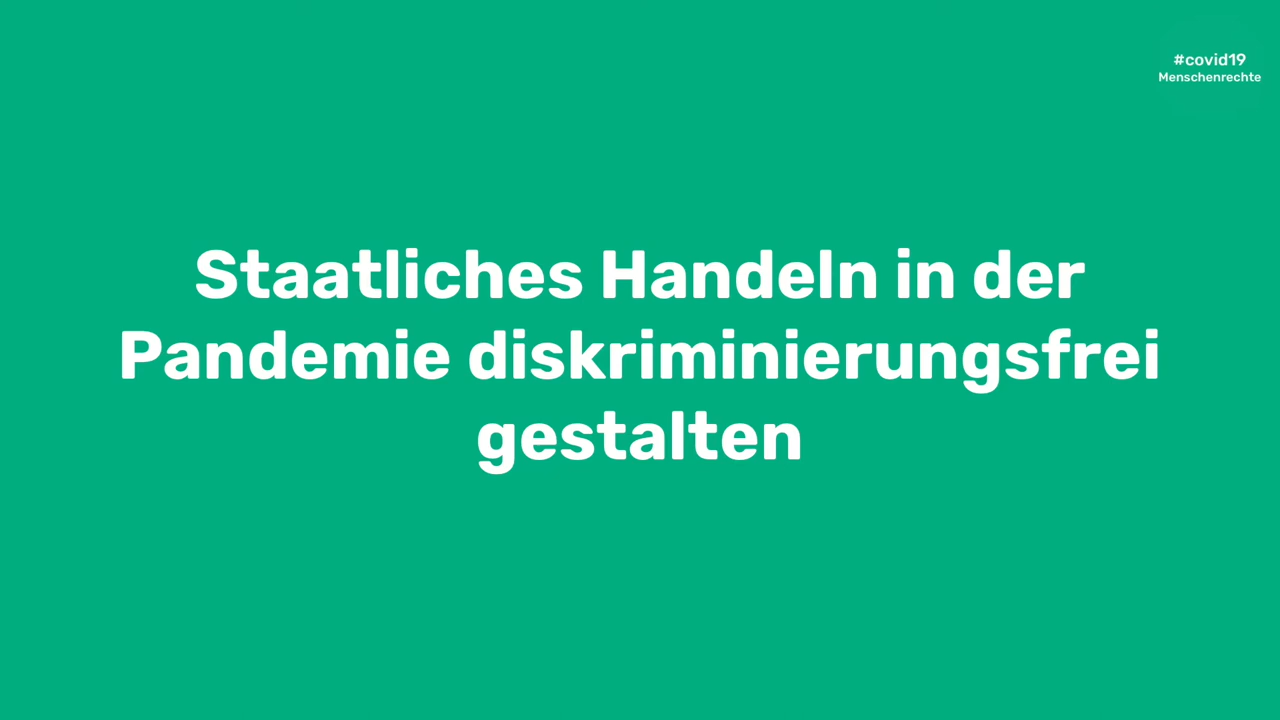 #covid19
Menschenrechte
Staatliches Handeln in der
Pandemie diskriminierungsfrei
gestalten